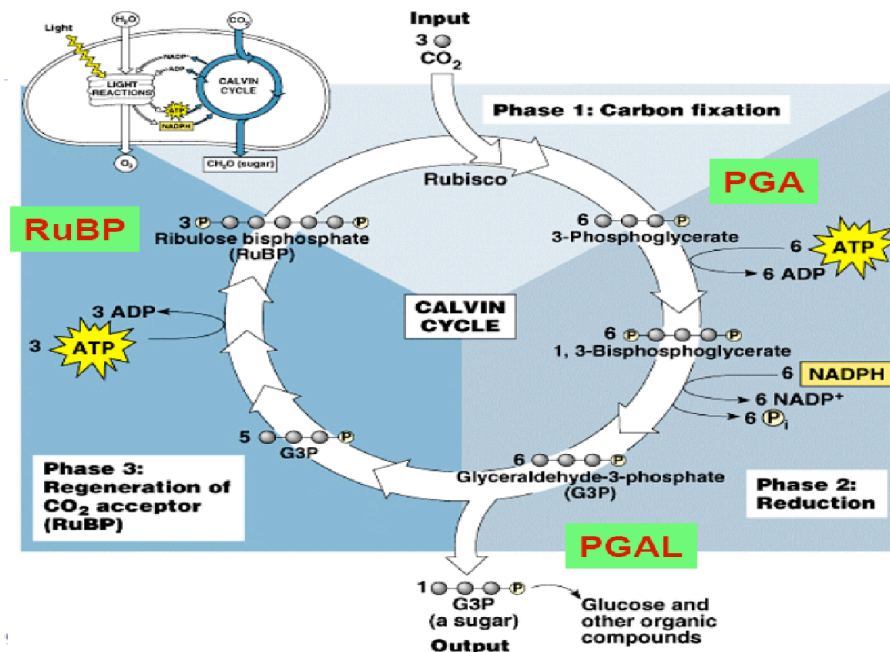 H₂O
CO₂
Light
NADP⁺
ADP
LIGHT
REACTIONS
CALVIN
CYCLE
ATP
NADPH
O₂
CH₂O (sugar)
Input
3
CO₂
Phase 1: Carbon fixation
Rubisco
PGA
RuBP
3 P P
Ribulose bisphosphate
(RuBP)
6 P
3-Phosphoglycerate
6 ATP
6 ADP
3 ADP
3 ATP
CALVIN
CYCLE
6 P P
1, 3-Bisphosphoglycerate
6 NADPH
6 NADP⁺
6 Pi
5 P
G3P
6 P
Glyceraldehyde-3-phosphate
(G3P)
Phase 3:
Regeneration of
CO₂ acceptor
(RuBP)
Phase 2:
Reduction
PGAL
1 P
G3P
(a sugar)
Output
Glucose and
other organic
compounds